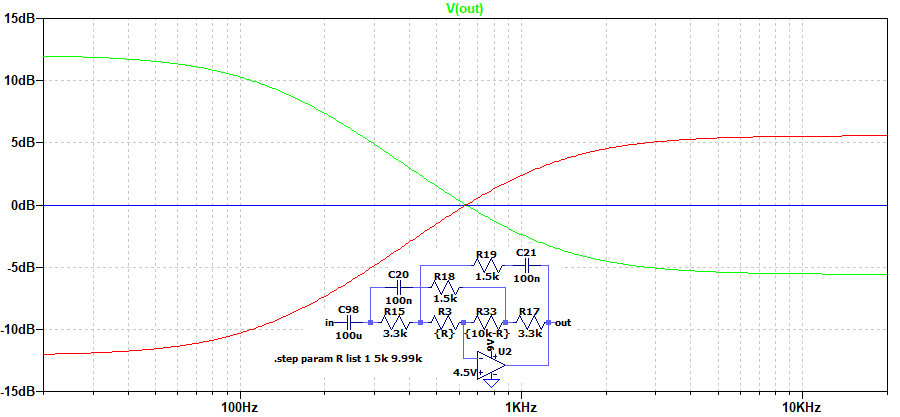 V(out)
15dB
10dB
5dB
0dB
-5dB
-10dB
-15dB
100Hz
1KHz
10KHz
R19
C21
1.5k
100n
C20
R18
100n
1.5k
C98
R15
R3
R33
R17
in
out
100u
3.3k
{R}
{10k-R}
3.3k
9V
U2
4.5V
.step param R list 1 5k 9.99k